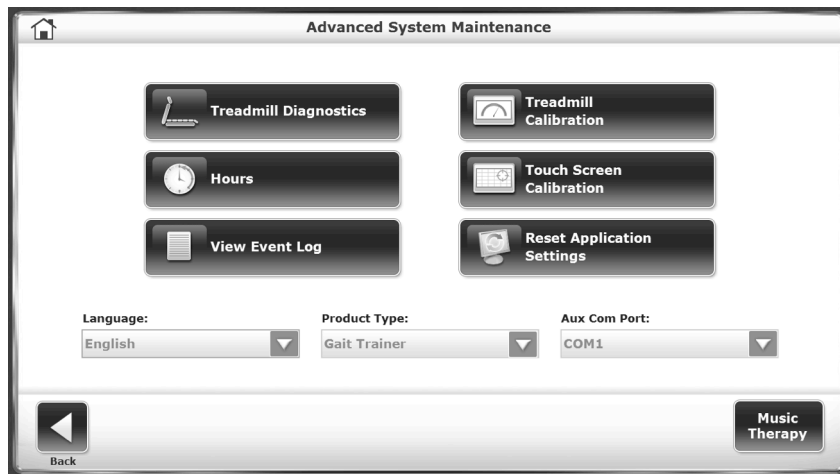 Advanced System Maintenance
Treadmill Diagnostics
Treadmill
Calibration
Hours
Touch Screen
Calibration
View Event Log
Reset Application
Settings
Language:
Product Type:
Aux Com Port:
English
Gait Trainer
COM1
Back
Music
Therapy